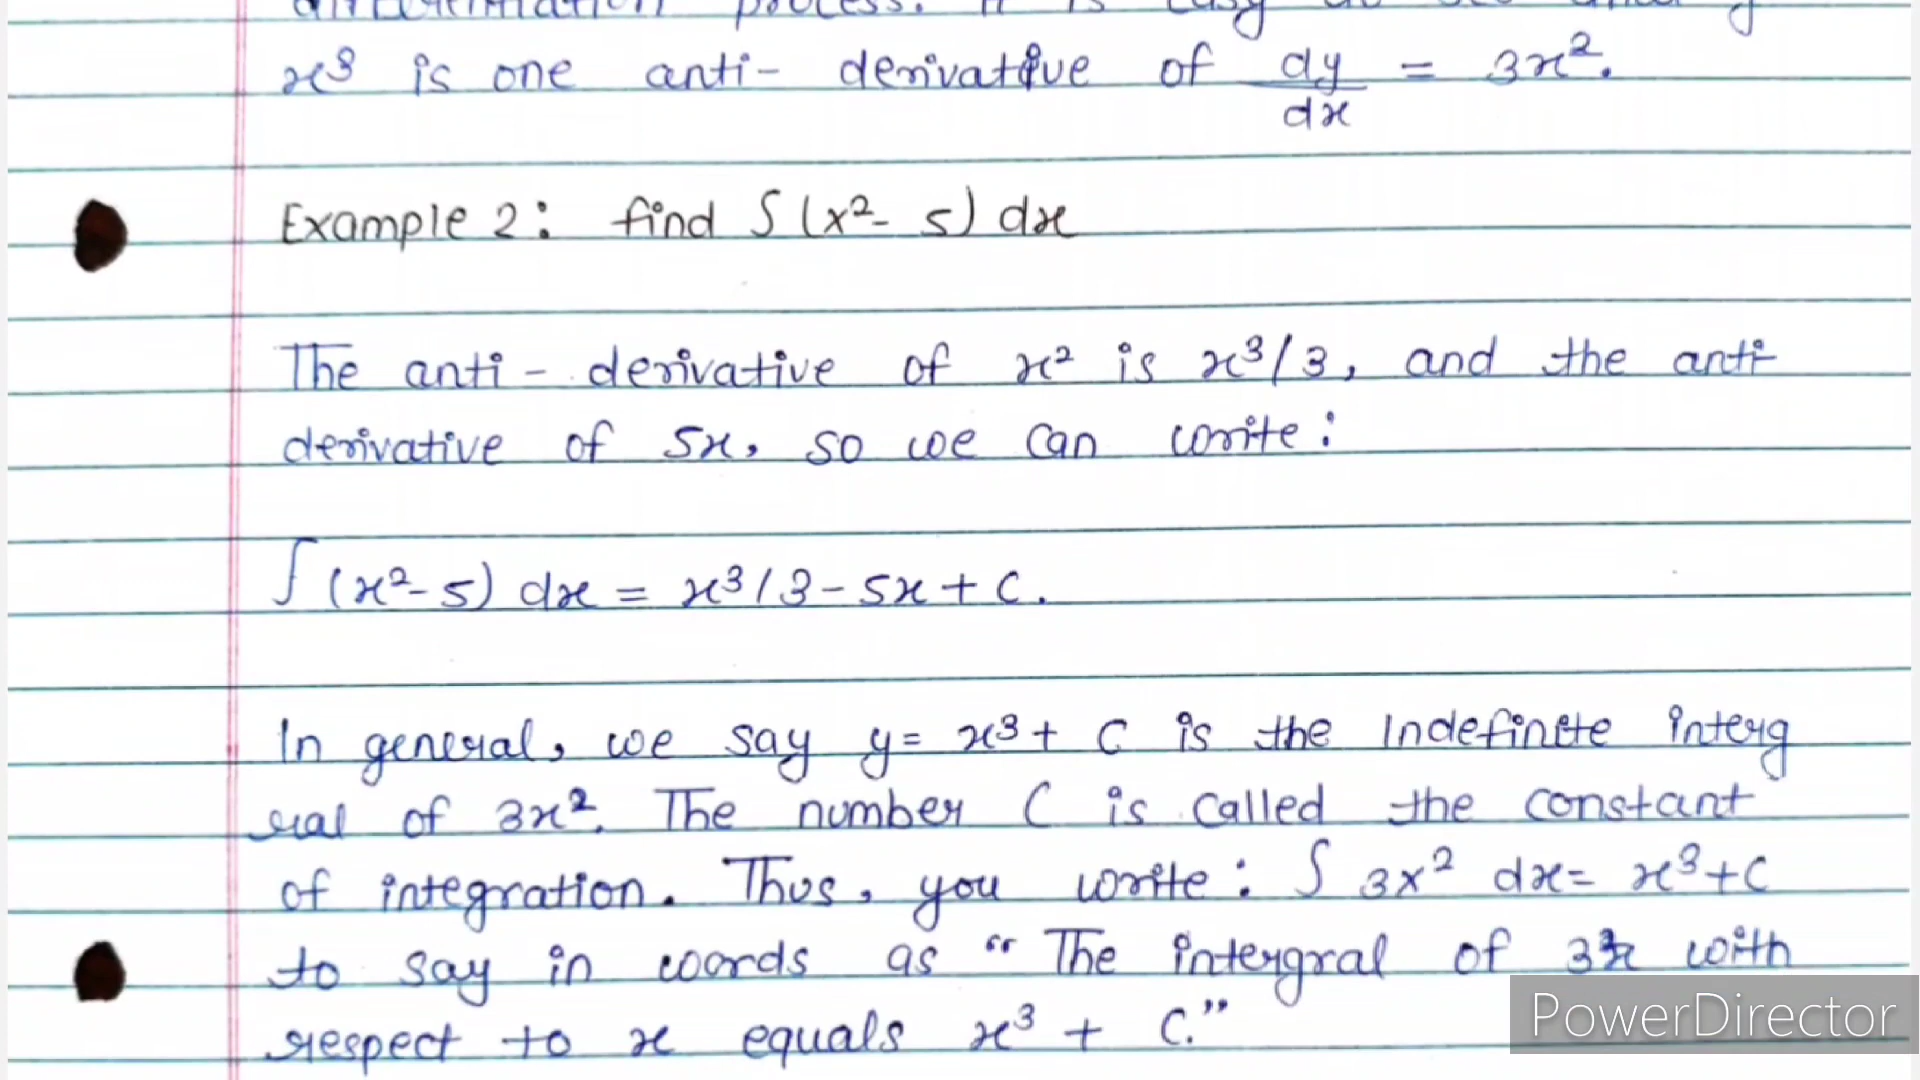 x³ is one anti- derivative of dy/dx = 3x².
Example 2: find ∫(x²- 5) dx
The anti - derivative of x² is x³/3, and the anti
derivative of 5x, so we can write:
∫(x²-5) dx = x³/3-5x+C.
In general, we say y= x³+ C is the Indefinete interg
ral of 3x². The number C is called the constant
of integration. Thus, you write: ∫ 3x² dx= x³+C
to say in words as "The intergral of with
respect to x equals x³ + C."
PowerDirector